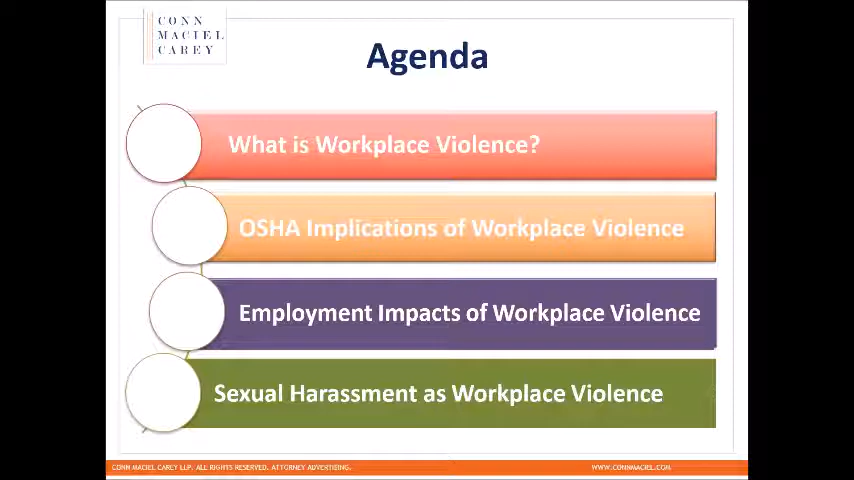 CONN
MACIEL
CAREY
Agenda
What is Workplace Violence?
OSHA Implications of Workplace Violence
Employment Impacts of Workplace Violence
Sexual Harassment as Workplace Violence
CONN MACIEL CAREY LLP. ALL RIGHTS RESERVED. ATTORNEY ADVERTISING.
WWW.CONNMACIEL.COM